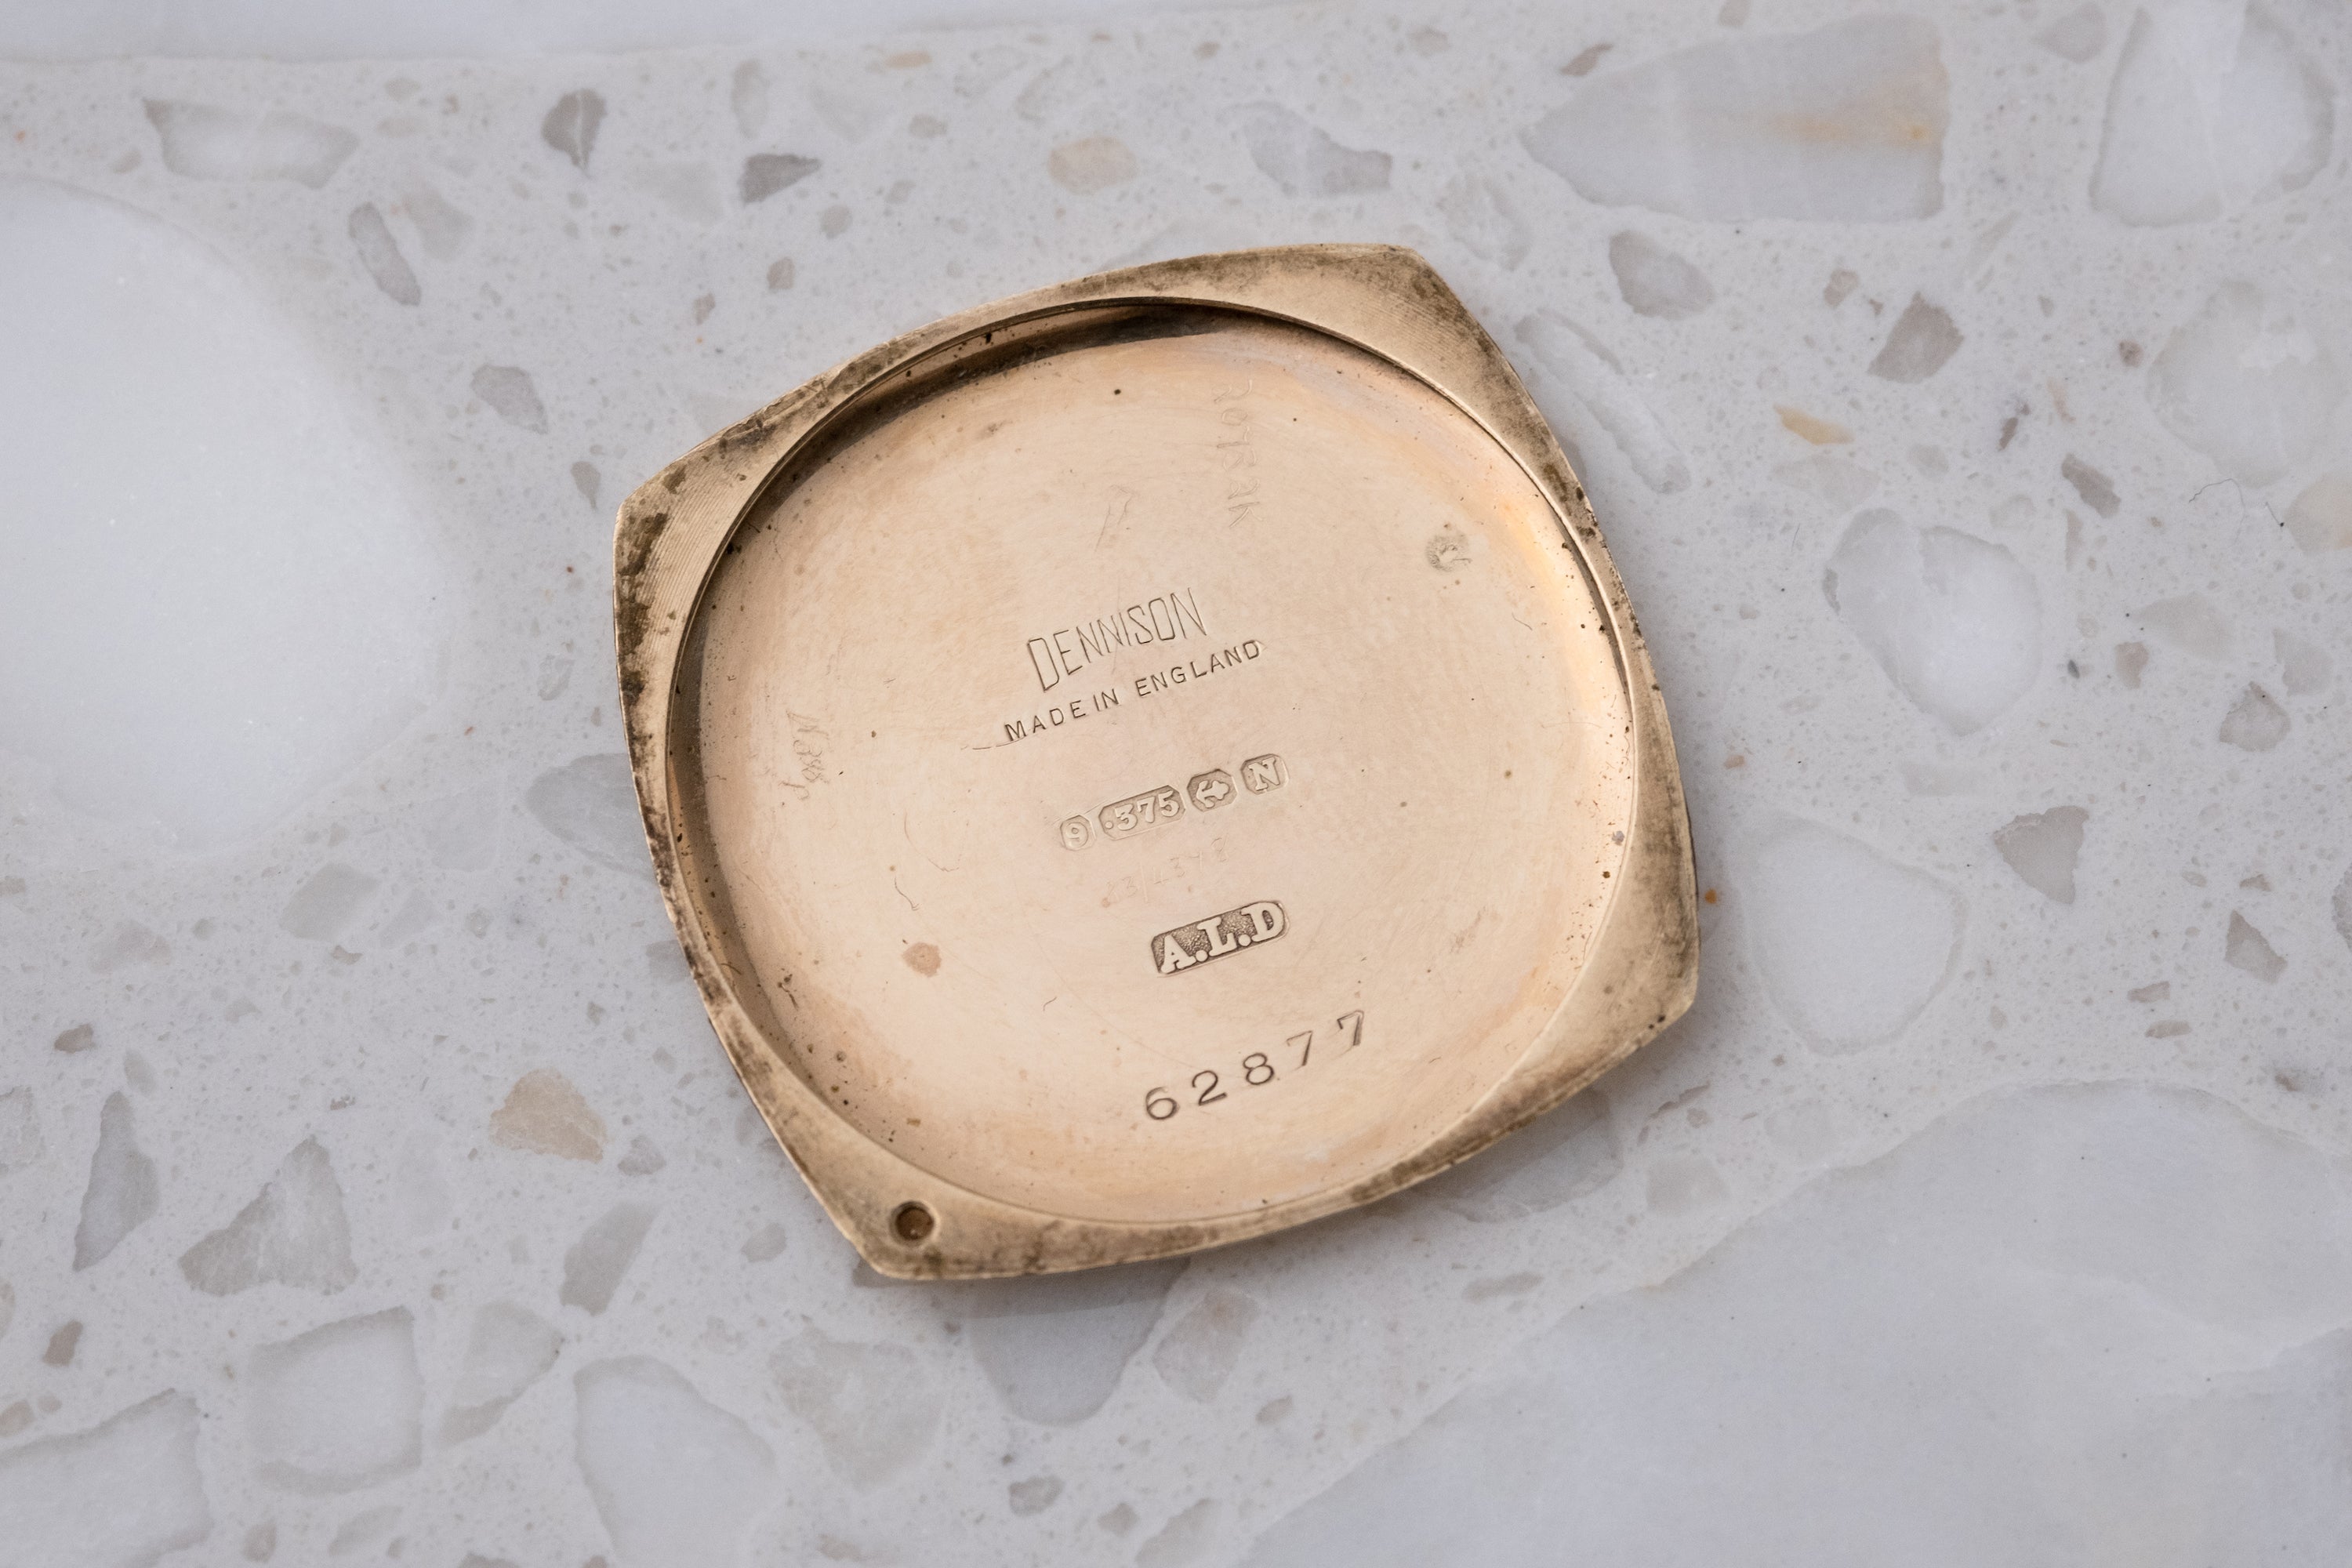 DENNISON
MADE IN ENGLAND
9 .375 N
A.L.D
62877